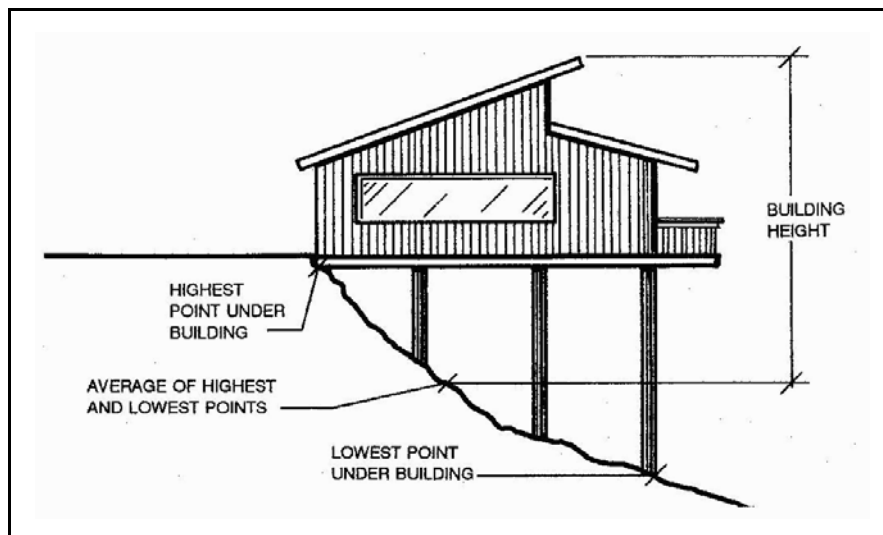 BUILDING
HEIGHT
HIGHEST
POINT UNDER
BUILDING
AVERAGE OF HIGHEST
AND LOWEST POINTS
LOWEST POINT
UNDER BUILDING